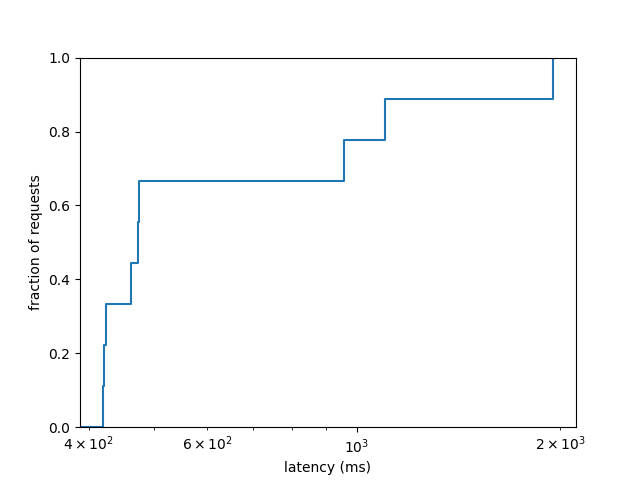 fraction of requests
1.0
0.8
0.6
0.4
0.2
0.0
4 × 10² 6 × 10² 10³ 2 × 10³
latency (ms)